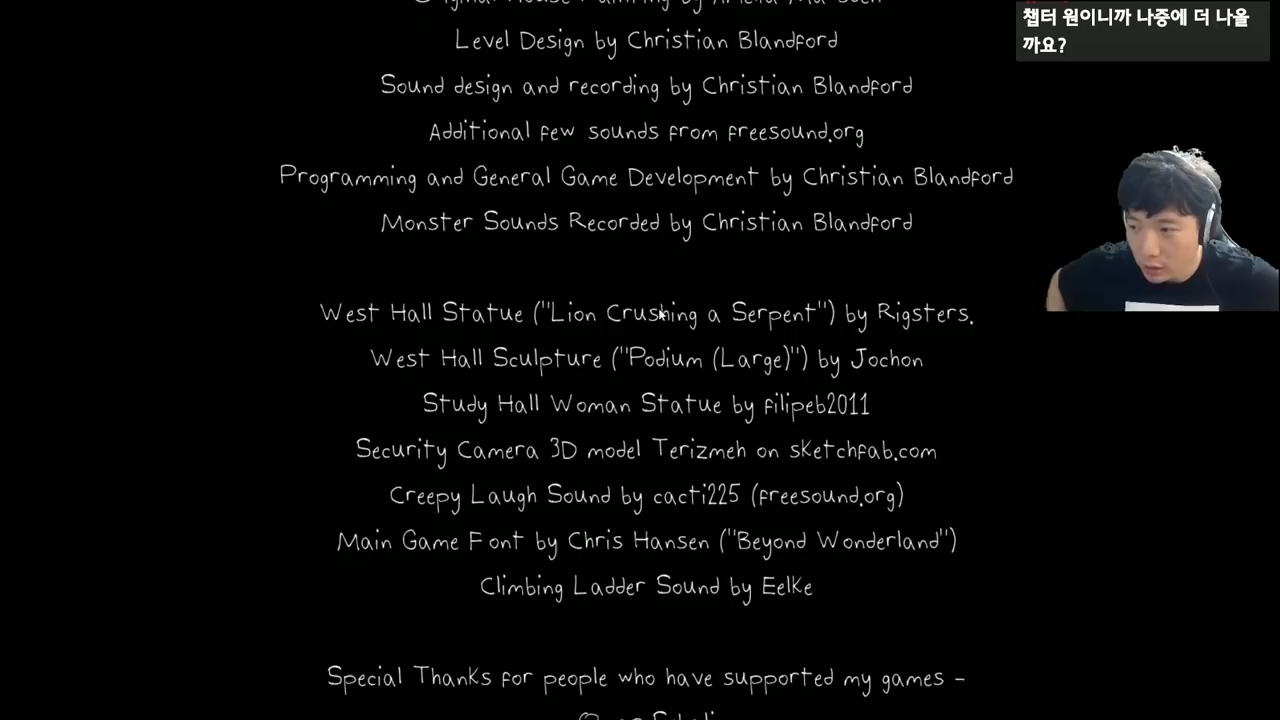 챕터 원이니까 나중에 더 나올
까요?
Level Design by Christian Blandford
Sound design and recording by Christian Blandford
Additional few sounds from freesound.org
Programming and General Game Development by Christian Blandford
Monster Sounds Recorded by Christian Blandford
West Hall Statue ("Lion Crushing a Serpent") by Rigsters.
West Hall Sculpture ("Podium (Large)") by Jochon
Study Hall Woman Statue by filipeb2011
Security Camera 3D model Terizmeh on sketchfab.com
Creepy Laugh Sound by cacti225 (freesound.org)
Main Game Font by Chris Hansen ("Beyond Wonderland")
Climbing Ladder Sound by Eelke
Special Thanks for people who have supported my games -